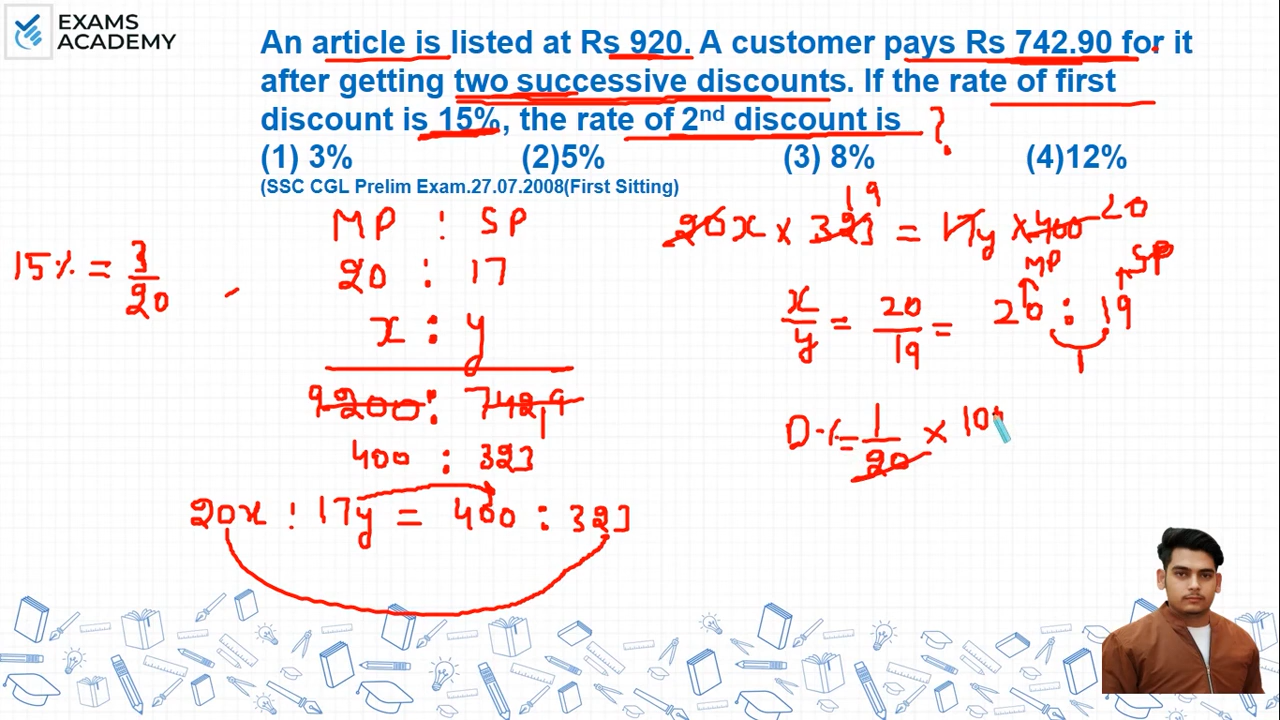 EXAMS
ACADEMY
An article is listed at Rs 920. A customer pays Rs 742.90 for it
after getting two successive discounts. If the rate of first
discount is 15%, the rate of 2nd discount is ?
(1) 3% (2)5% (3) 8% (4)12%
(SSC CGL Prelim Exam.27.07.2008(First Sitting)
15% = 3/20
MP : SP
20 : 17
x : y
9200 : 7429
400 : 323
20x : 17y = 400 : 323
19
20x × 323 = 17y × 400 20
MP SP
x/y = 20/19 = 20 : 19
1
D% = 1/20 × 100